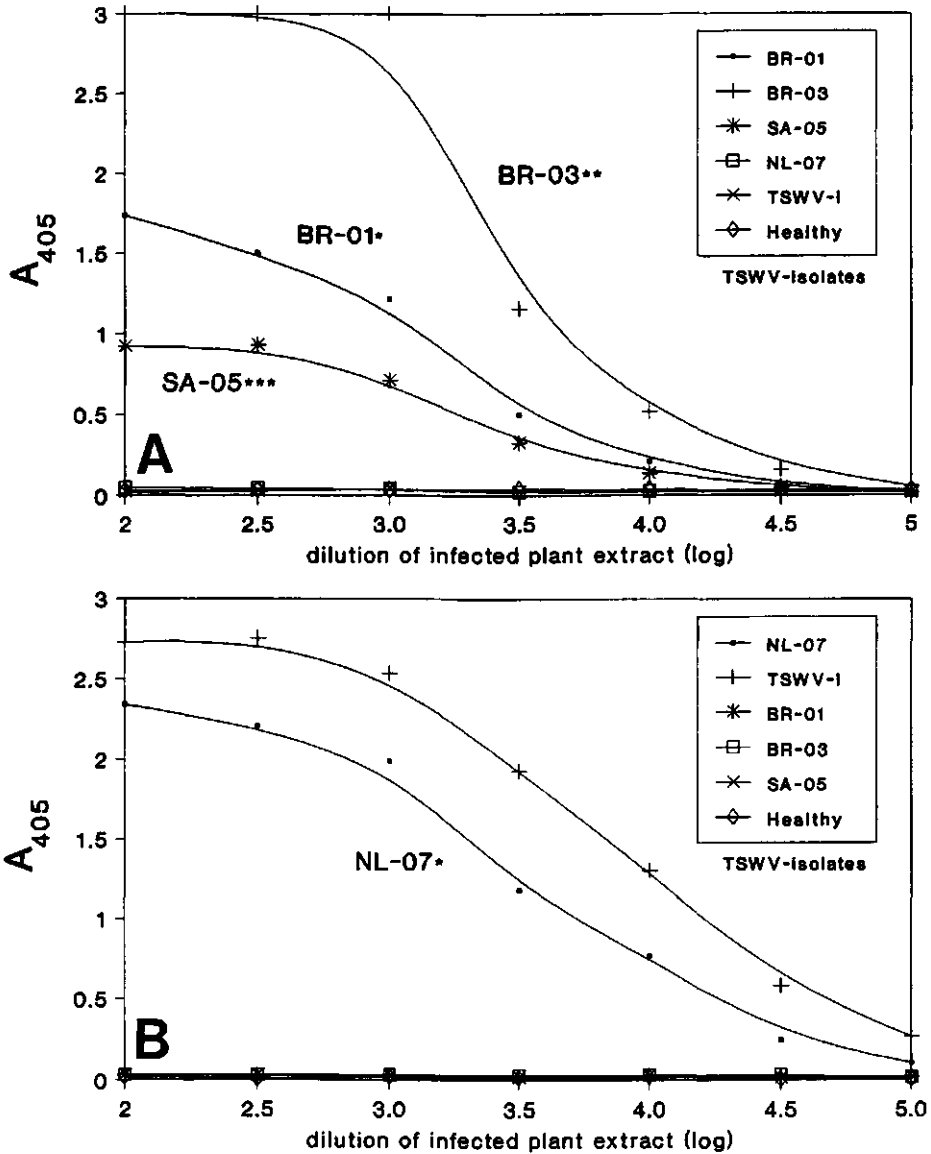 3
2.5
2
1.5
1
0.5
0
A405
A
BR-03**
BR-01*
SA-05***
BR-01
BR-03
SA-05
NL-07
TSWV-I
Healthy
TSWV-isolates
2 2.5 3.0 3.5 4.0 4.5 5
dilution of infected plant extract (log)
3
2.5
2
1.5
1
0.5
0
A405
B
NL-07*
NL-07
TSWV-I
BR-01
BR-03
SA-05
Healthy
TSWV-isolates
2 2.5 3.0 3.5 4.0 4.5 5.0
dilution of infected plant extract (log)